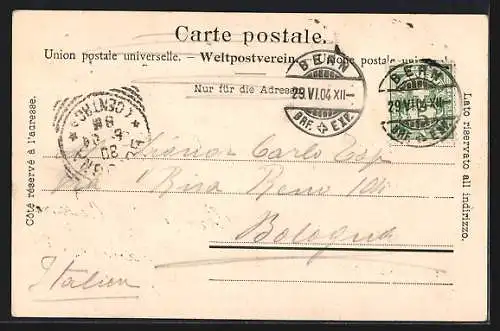 Carte postale.
Union postale universelle. – Weltpostverein. postale
Nur für die Adresse
Côté réservé à l'adresse.
Lato riservato all indirizzo.
BERN
29.VI.04 XII–
BRF. EXP.
BERN
29.VI.04 XII–
BRF. EXP.
Signor Carlo
Riva Reno 104
Bologna
Italien